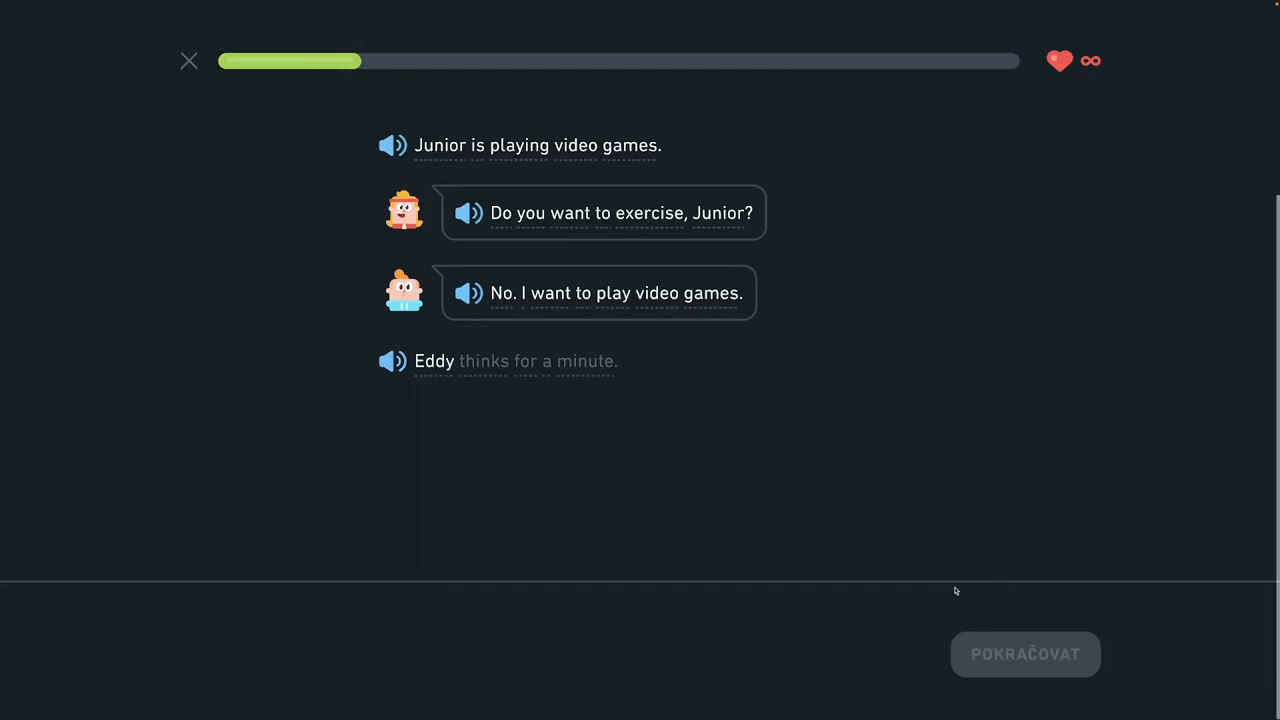 Junior is playing video games.
Do you want to exercise, Junior?
No. I want to play video games.
Eddy thinks for a minute.
POKRAČOVAT